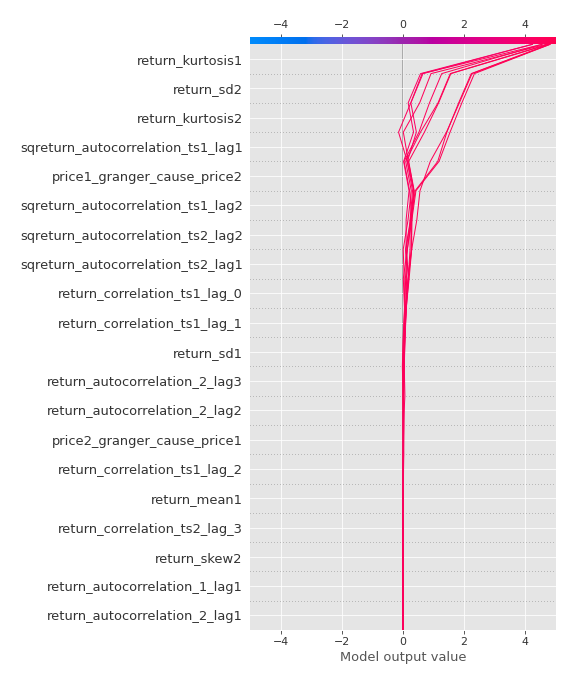 −4 −2 0 2 4
return_kurtosis1
return_sd2
return_kurtosis2
sqreturn_autocorrelation_ts1_lag1
price1_granger_cause_price2
sqreturn_autocorrelation_ts1_lag2
sqreturn_autocorrelation_ts2_lag2
sqreturn_autocorrelation_ts2_lag1
return_correlation_ts1_lag_0
return_correlation_ts1_lag_1
return_sd1
return_autocorrelation_2_lag3
return_autocorrelation_2_lag2
price2_granger_cause_price1
return_correlation_ts1_lag_2
return_mean1
return_correlation_ts2_lag_3
return_skew2
return_autocorrelation_1_lag1
return_autocorrelation_2_lag1
−4 −2 0 2 4
Model output value